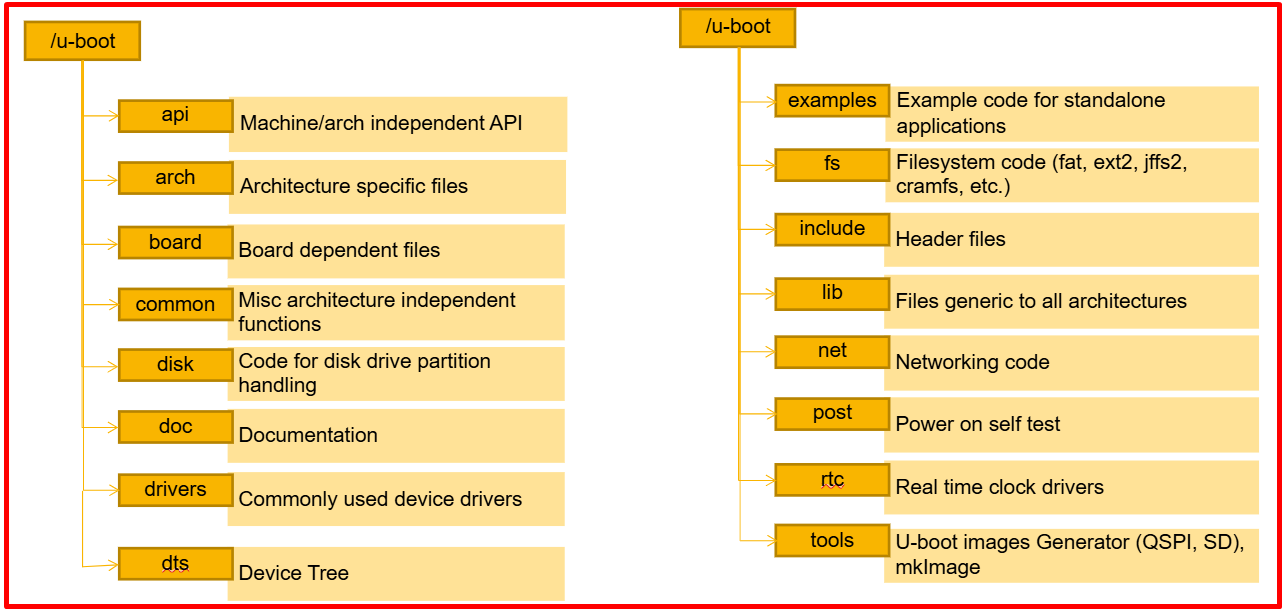 /u-boot
api
Machine/arch independent API
arch
Architecture specific files
board
Board dependent files
common
Misc architecture independent
functions
disk
Code for disk drive partition
handling
doc
Documentation
drivers
Commonly used device drivers
dts
Device Tree
/u-boot
examples
Example code for standalone
applications
fs
Filesystem code (fat, ext2, jffs2,
cramfs, etc.)
include
Header files
lib
Files generic to all architectures
net
Networking code
post
Power on self test
rtc
Real time clock drivers
tools
U-boot images Generator (QSPI, SD),
mkImage